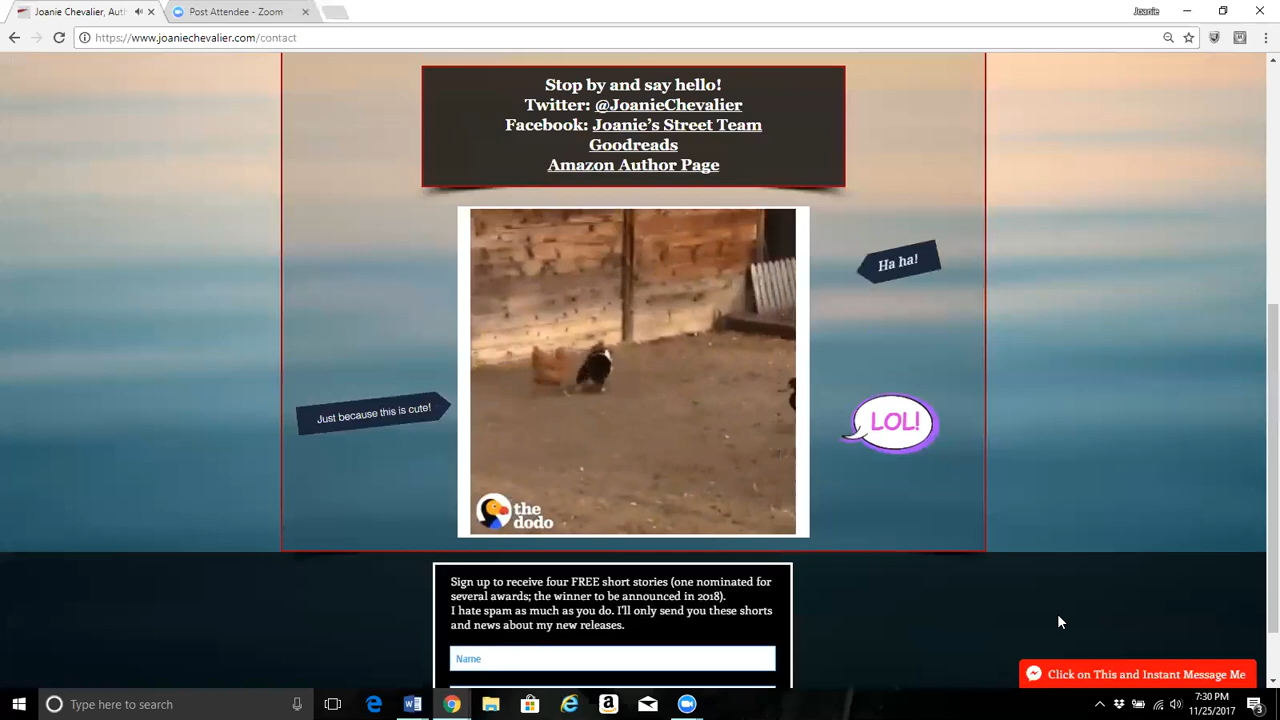 Joanie Chevalier, Aut
Post Attendee - Zoom
https://www.joaniechevalier.com/contact
Stop by and say hello!
Twitter: @JoanieChevalier
Facebook: Joanie's Street Team
Goodreads
Amazon Author Page
Ha ha!
Just because this is cute!
LOL!
the
dodo
Sign up to receive four FREE short stories (one nominated for
several awards; the winner to be announced in 2018).
I hate spam as much as you do. I'll only send you these shorts
and news about my new releases.
Name
Click on This and Instant Message Me
Type here to search
7:30 PM
11/25/2017